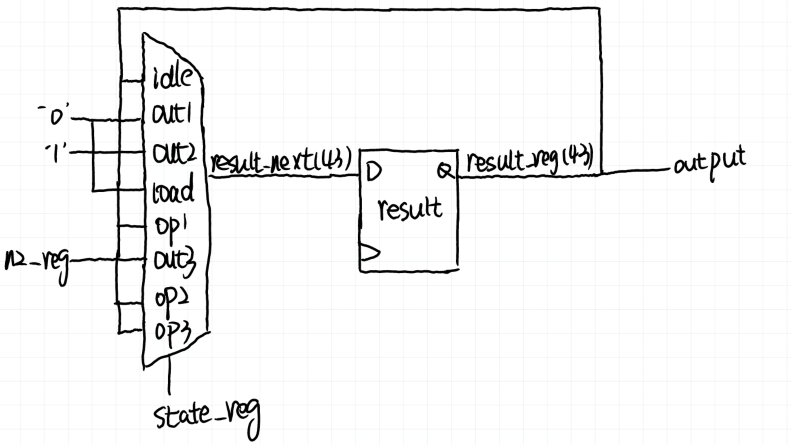 idle
'0'
out1
'1'
out2
load
op1
n2_reg
out3
op2
op3
state_reg
result_next(43)
D
Q
result
result_reg(43)
output